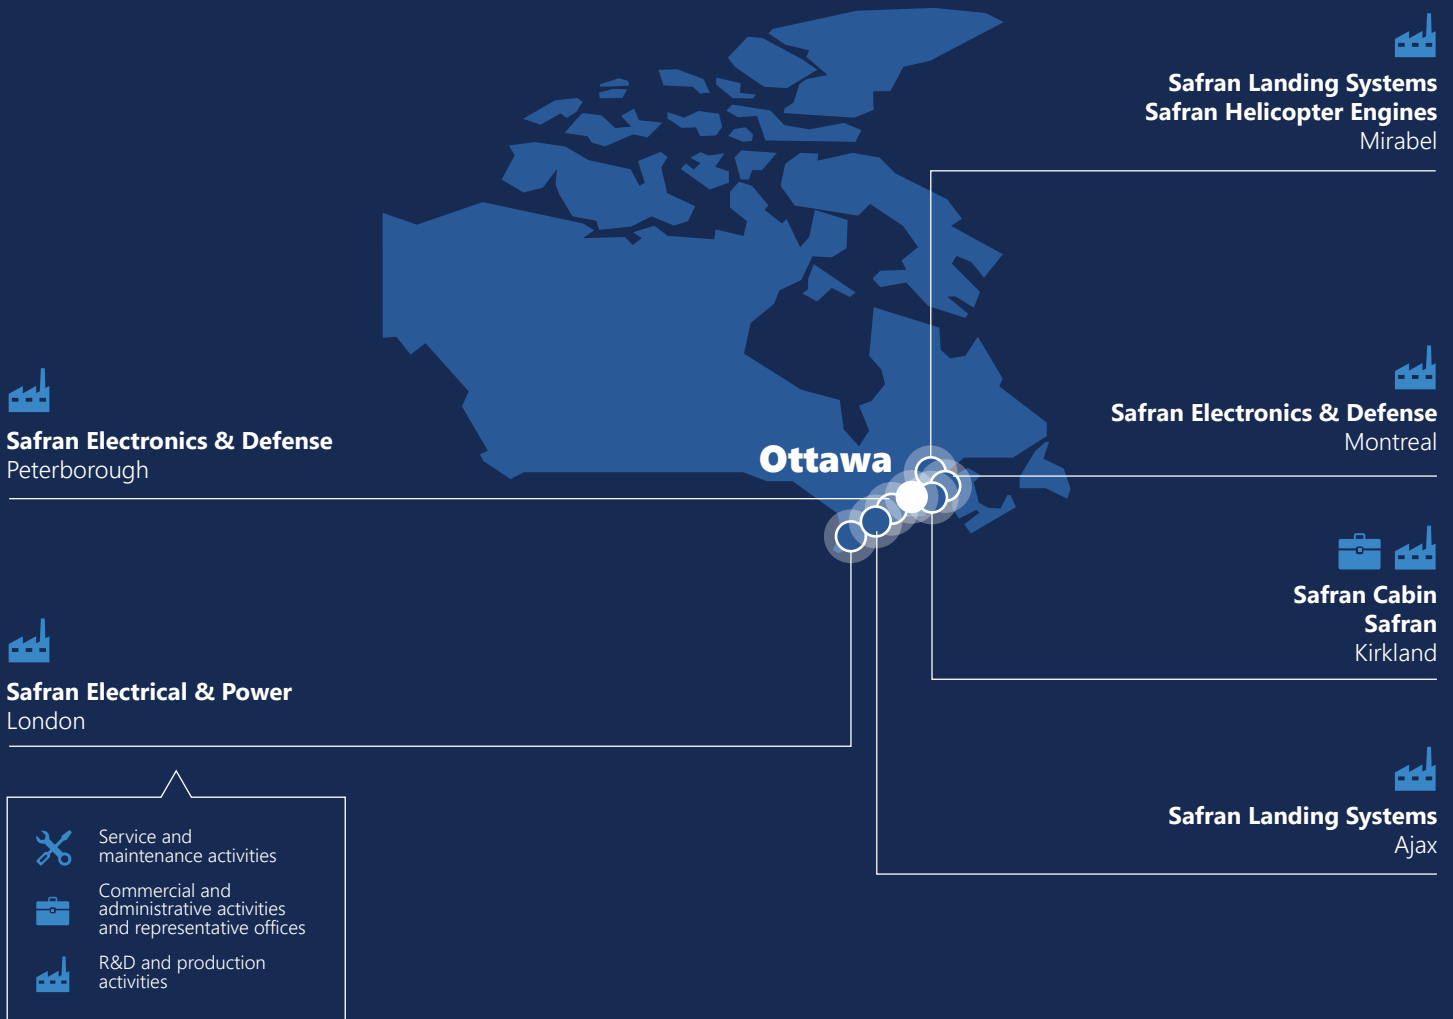 Safran Landing Systems
Safran Helicopter Engines
Mirabel
Safran Electronics & Defense
Montreal
Safran Electronics & Defense
Peterborough
Ottawa
Safran Cabin
Safran
Kirkland
Safran Electrical & Power
London
Safran Landing Systems
Ajax
Service and
maintenance activities
Commercial and
administrative activities
and representative offices
R&D and production
activities